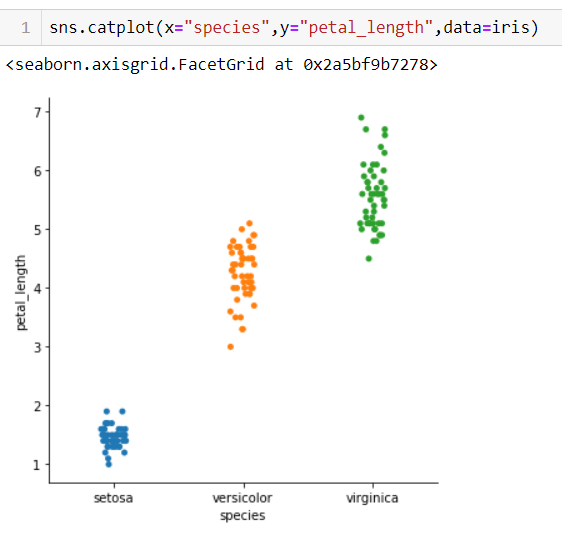 1 sns.catplot(x="species",y="petal_length",data=iris)
<seaborn.axisgrid.FacetGrid at 0x2a5bf9b7278>
7
6
5
4
3
2
1
petal_length
setosa versicolor virginica
species